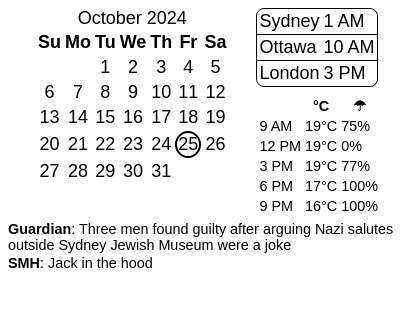 October 2024
Su Mo Tu We Th Fr Sa
1 2 3 4 5
6 7 8 9 10 11 12
13 14 15 16 17 18 19
20 21 22 23 24 25 26
27 28 29 30 31
Sydney 1 AM
Ottawa 10 AM
London 3 PM
°C ☂
9 AM 19°C 75%
12 PM 19°C 0%
3 PM 19°C 77%
6 PM 17°C 100%
9 PM 16°C 100%
Guardian: Three men found guilty after arguing Nazi salutes
outside Sydney Jewish Museum were a joke
SMH: Jack in the hood